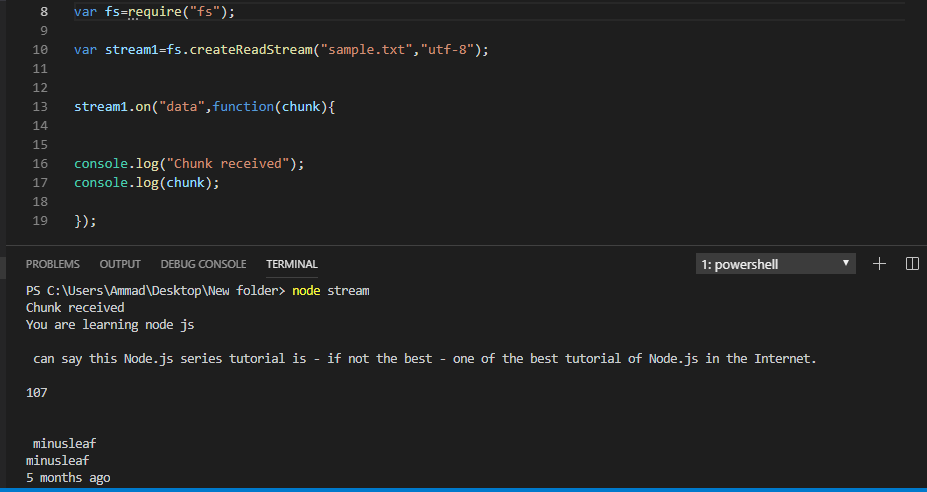 8 var fs=require("fs");
9
10 var stream1=fs.createReadStream("sample.txt","utf-8");
11
12
13 stream1.on("data",function(chunk){
14
15
16 console.log("Chunk received");
17 console.log(chunk);
18
19 });
PROBLEMS OUTPUT DEBUG CONSOLE TERMINAL 1: powershell
PS C:\Users\Ammad\Desktop\New folder> node stream
Chunk received
You are learning node js
can say this Node.js series tutorial is - if not the best - one of the best tutorial of Node.js in the Internet.
107
minusleaf
minusleaf
5 months ago